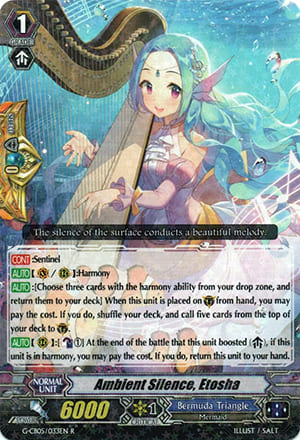 1
GRADE
The silence of the surface conducts a beautiful melody.
CONT:Sentinel
AUTO[ ]:Harmony
AUTO:[Choose three cards with the harmony ability from your drop zone, and
return them to your deck] When this unit is placed on from hand, you may
pay the cost. If you do, shuffle your deck, and call five cards from the top
of your deck to .
AUTO:[ 1] At the end of the battle that this unit boosted ( ), if this
unit is in harmony, you may pay the cost. If you do, return this unit to your hand.
NORMAL
UNIT
Ambient Silence, Etosha
6000
1
CRITICAL
Bermuda Triangle
Mermaid
G-CB05/033EN R
ILLUST / SALT